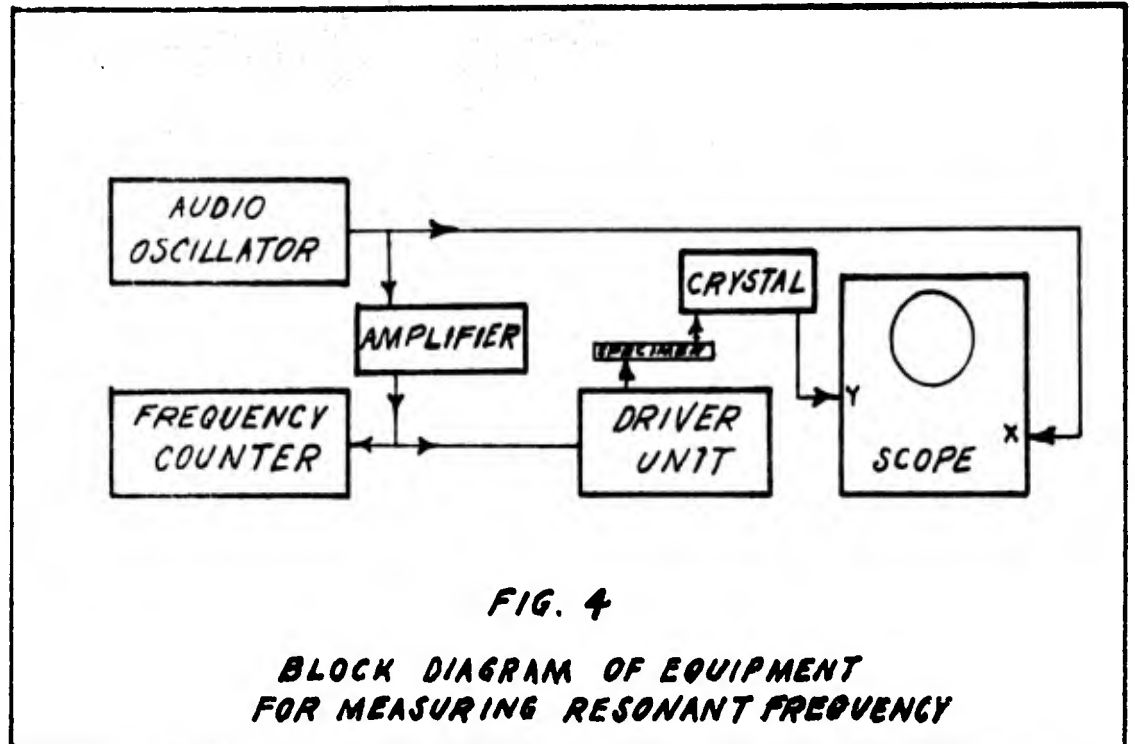 AUDIO
OSCILLATOR
AMPLIFIER
FREQUENCY
COUNTER
SPECIMEN
CRYSTAL
DRIVER
UNIT
Y
X
SCOPE
FIG. 4
BLOCK DIAGRAM OF EQUIPMENT
FOR MEASURING RESONANT FREQUENCY